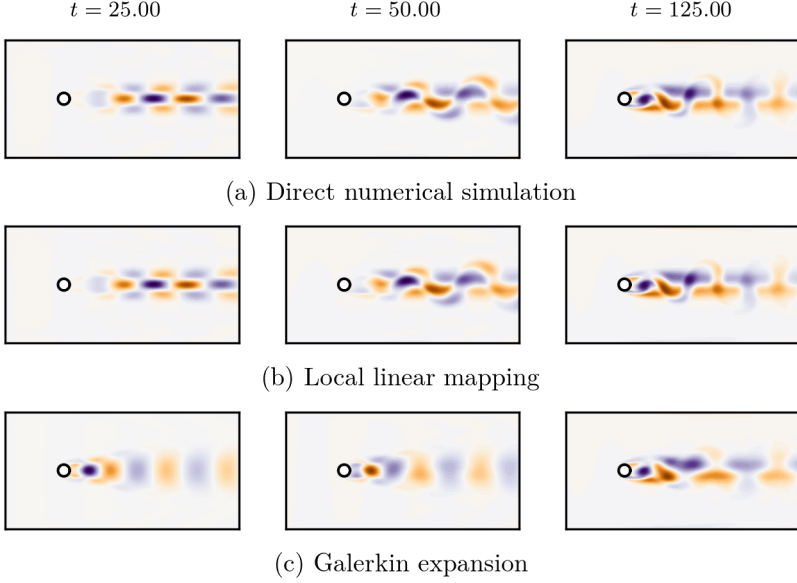 t = 25.00 t = 50.00 t = 125.00
(a) Direct numerical simulation
(b) Local linear mapping
(c) Galerkin expansion